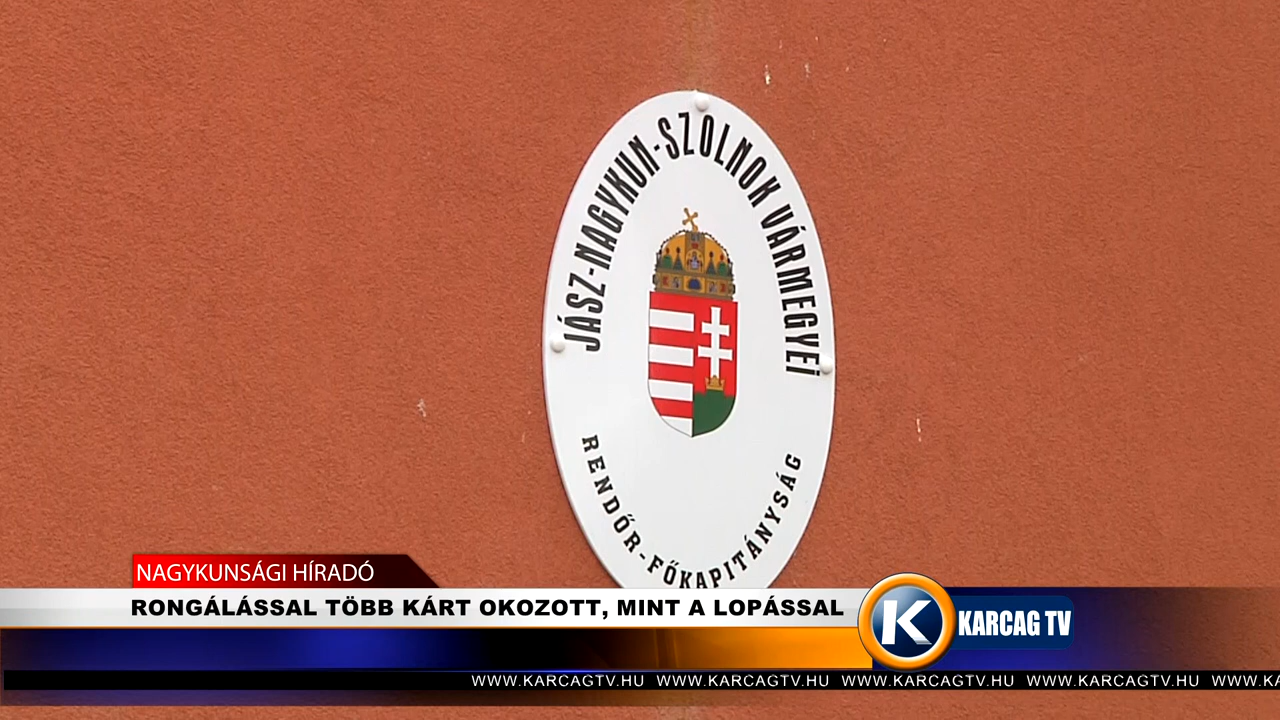 JÁSZ-NAGYKUN-SZOLNOK VÁRMEGYEI
RENDŐR-FŐKAPITÁNYSÁG
NAGYKUNSÁGI HÍRADÓ
RONGÁLÁSSAL TÖBB KÁRT OKOZOTT, MINT A LOPÁSSAL
K KARCAG TV
WWW.KARCAGTV.HU WWW.KARCAGTV.HU WWW.KARCAGTV.HU WWW.KARCAGTV.HU WWW.K